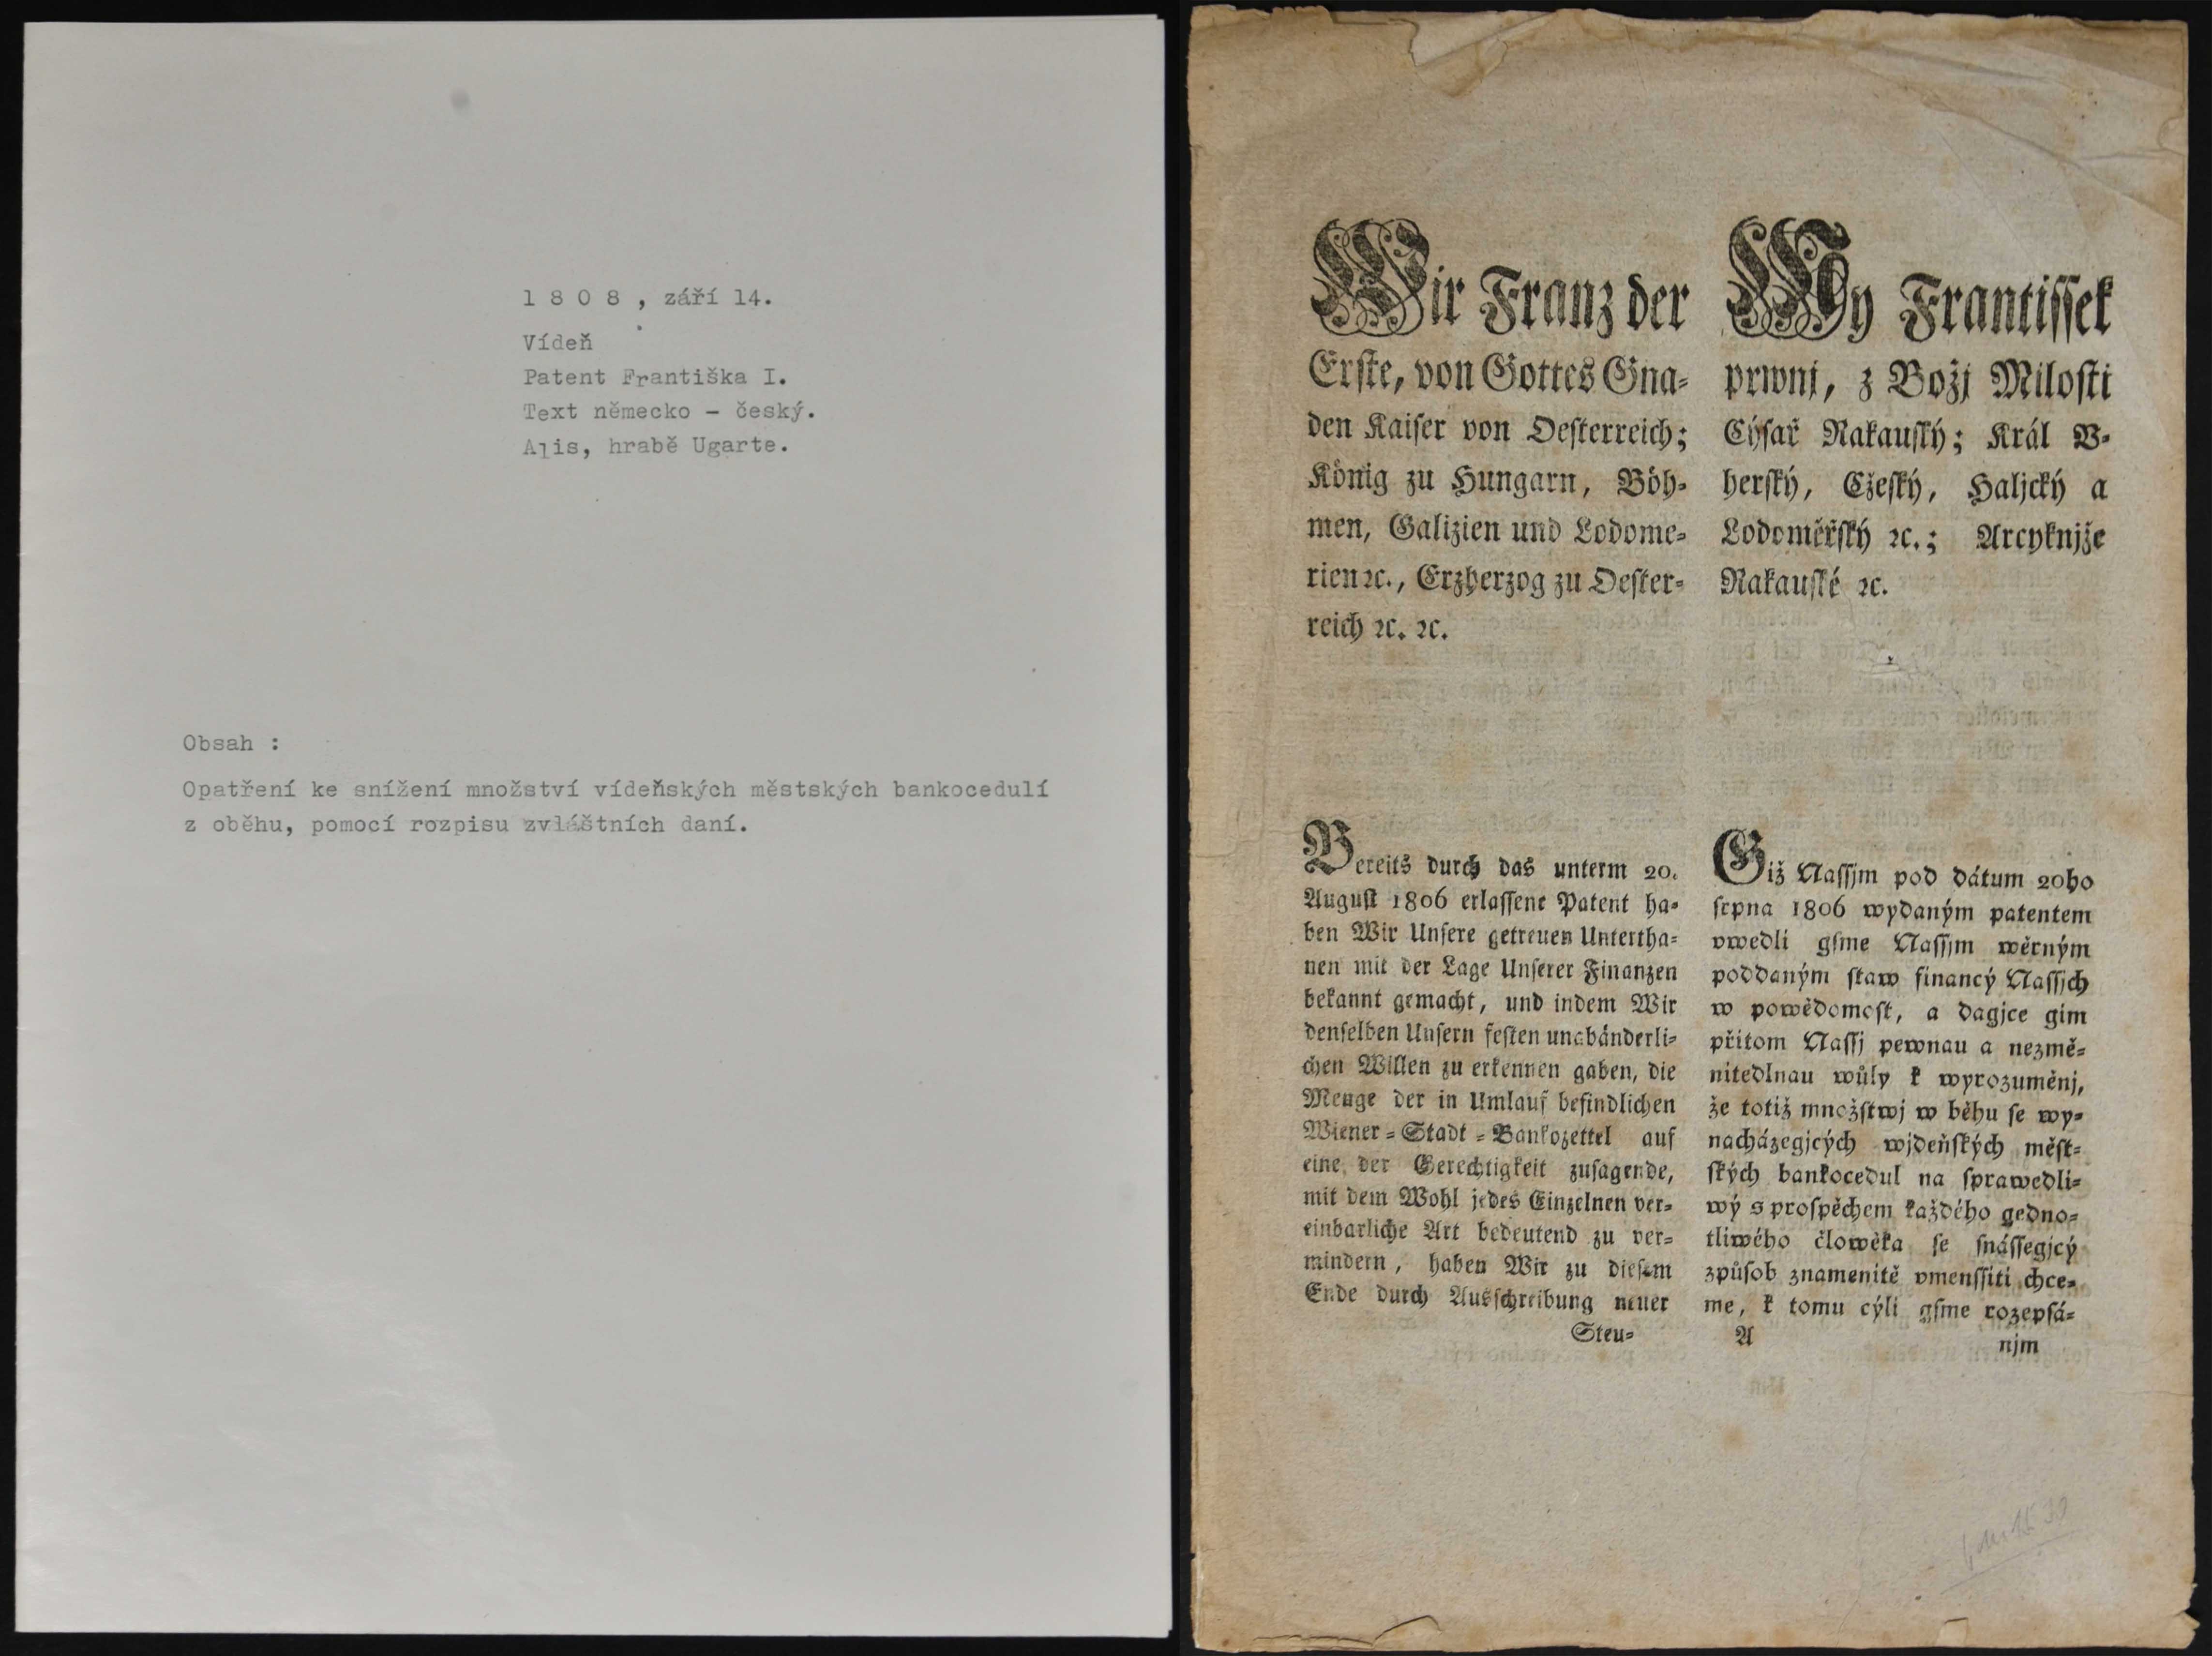 1 8 0 8 , září 14.
Vídeň
Patent Františka I.
Text německo - český.
Alis, hrabě Ugarte.
Obsah :
Opatření ke snížení množství vídeňských městských bankocedulí
z oběhu, pomocí rozpisu zvláštních daní.
Wir Franz der
Erste, von Gottes Gna=
den Kaiser von Oesterreich;
König zu Hungarn, Böh=
men, Galizien und Lodome=
rien ꝛc., Erzherzog zu Oester=
reich ꝛc. ꝛc.
Bereits durch das unterm 20.
August 1806 erlassene Patent ha=
ben Wir Unsere getreuen Untertha=
nen mit der Lage Unserer Finanzen
bekannt gemacht, und indem Wir
denselben Unsern festen unabänderli=
chen Willen zu erkennen gaben, die
Menge der in Umlauf befindlichen
Wiener = Stadt = Bankozettel auf
eine der Gerechtigkeit zusagende,
mit dem Wohl jedes Einzelnen ver=
einbarliche Art bedeutend zu ver=
mindern, haben Wir zu diesem
Ende durch Ausschreibung neuer
Steu=
My Frantissek
prwnj, z Božj Milosti
Cýsař Rakauský; Král V=
herský, Cžeský, Haljcký a
Lodoměřský ꝛc.; Arcyknjže
Rakauské ꝛc.
Giž Nassjm pod dátum 20ho
srpna 1806 wydaným patentem
vwedli gsme Nassjm wěrným
poddaným staw financý Nassjch
w powědomost, a dagjce gim
přitom Nassj pewnau a nezmě=
nitedlnau wůly k wyrozuměnj,
že totiž množstwj w běhu se wy=
nacházegjcých wjdeňských měst=
ských bankocedul na sprawedli=
wý s prospěchem každého gedno=
tliwého člowěka se snássegjcý
způsob znamenitě vmenssiti chce=
me, k tomu cýli gsme rozepsá=
A njm